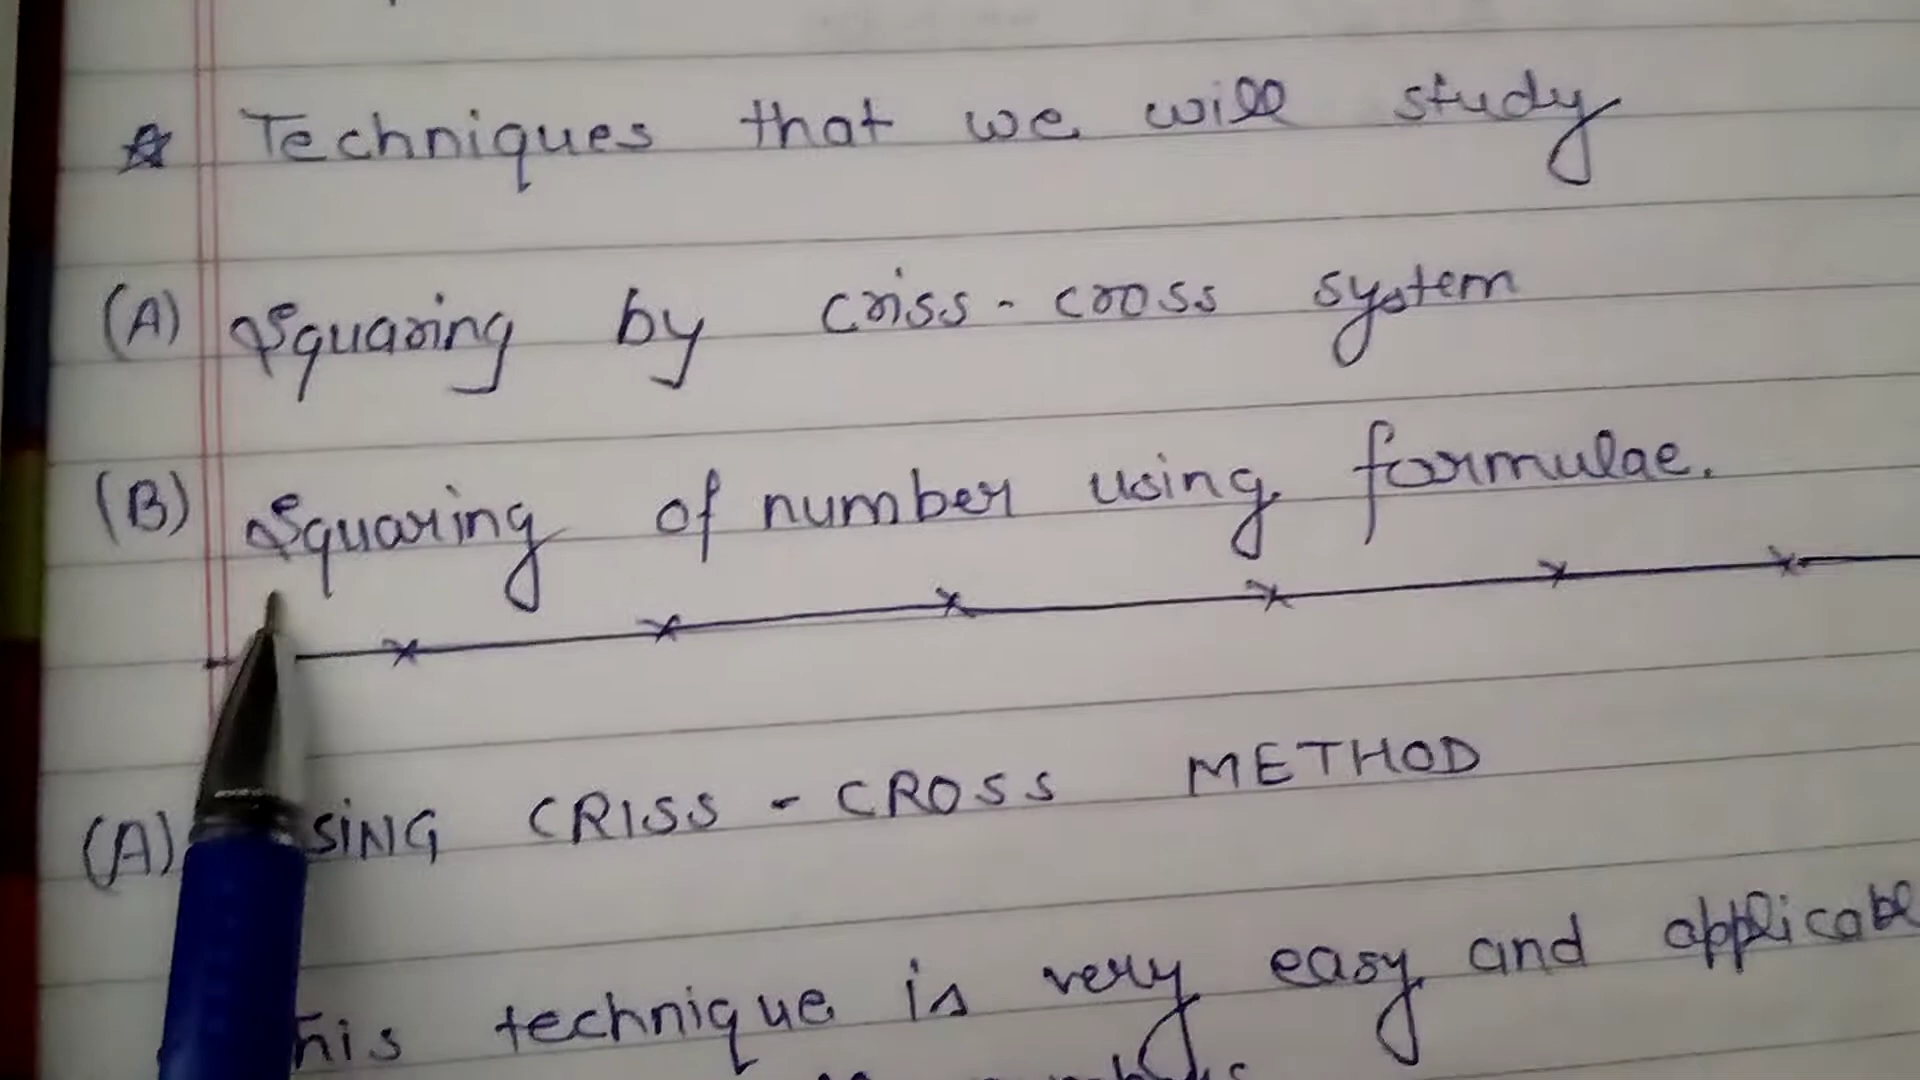 ☆ Techniques that we will study
(A) Squaring by criss-cross system
(B) Squaring of number using formulae.
(A) SING CRISS-CROSS METHOD
his technique is very easy and applicabl